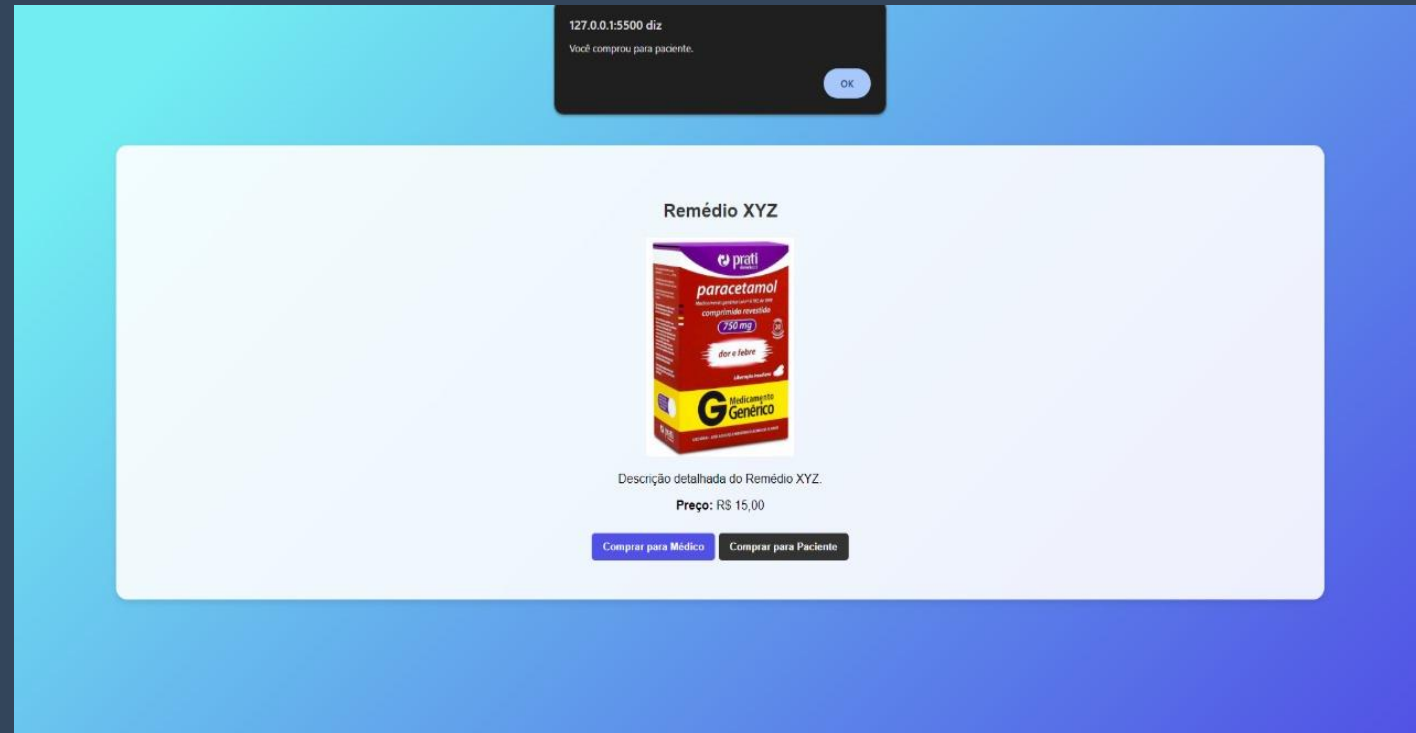 127.0.0.1:5500 diz
Você comprou para paciente.
OK
Remédio XYZ
prati
paracetamol
comprimido revestido
750 mg
dor e febre
G Medicamento
Genérico
Descrição detalhada do Remédio XYZ.
Preço: R$ 15,00
Comprar para Médico Comprar para Paciente